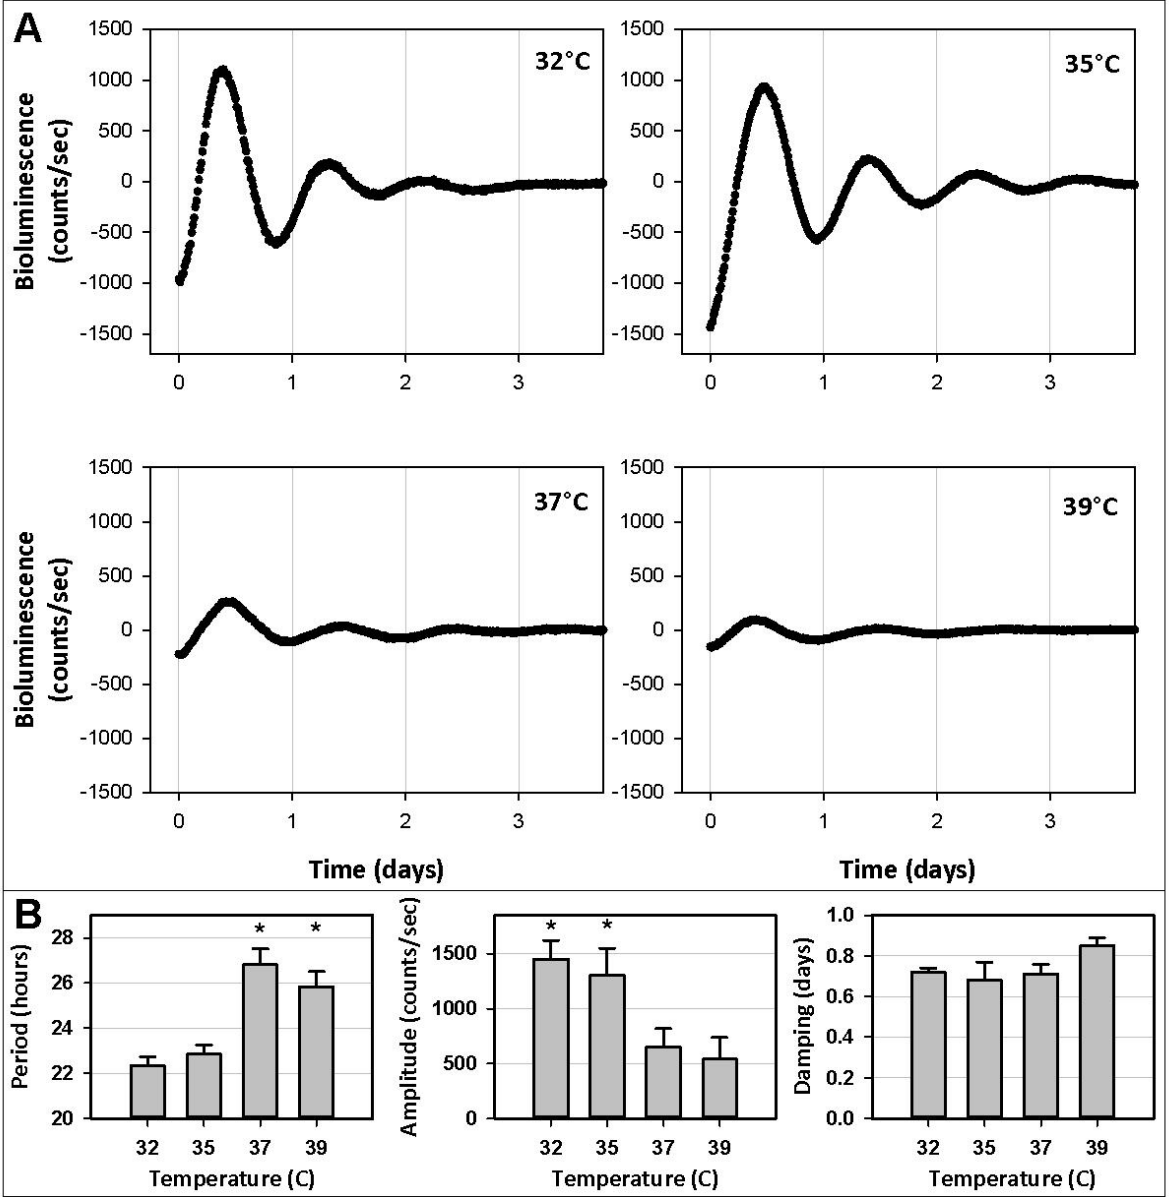 A
32°C
Bioluminescence
(counts/sec)
1500
1000
500
0
-500
-1000
-1500
0 1 2 3
35°C
1500
1000
500
0
-500
-1000
-1500
0 1 2 3
37°C
Bioluminescence
(counts/sec)
1500
1000
500
0
-500
-1000
-1500
0 1 2 3
Time (days)
39°C
1500
1000
500
0
-500
-1000
-1500
0 1 2 3
Time (days)
B
Period (hours)
28
26
24
22
20
* *
32 35 37 39
Temperature (C)
Amplitude (counts/sec)
1500
1000
500
0
* *
32 35 37 39
Temperature (C)
Damping (days)
1.0
0.8
0.6
0.4
0.2
0.0
32 35 37 39
Temperature (C)